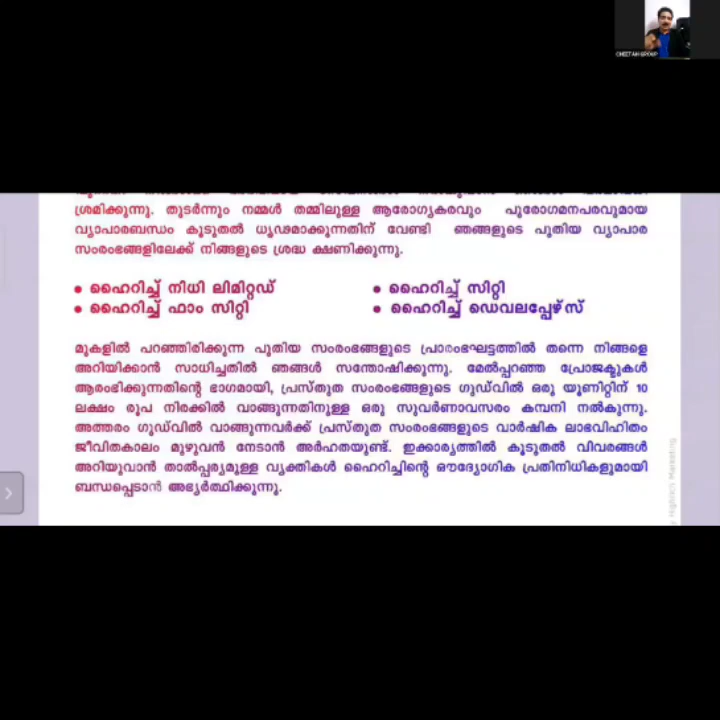 CHEETAH GROUP
ശ്രമിക്കുന്നു. തുടർന്നും നമ്മൾ തമ്മിലുള്ള ആരോഗ്യകരവും പുരോഗമനപരവുമായ
വ്യാപാരബന്ധം കൂടുതൽ ധൃഢമാക്കുന്നതിന് വേണ്ടി ഞങ്ങളുടെ പുതിയ വ്യാപാര
സംരംഭങ്ങളിലേക്ക് നിങ്ങളുടെ ശ്രദ്ധ ക്ഷണിക്കുന്നു.
• ഹൈറിച്ച് നിധി ലിമിറ്റഡ്
• ഹൈറിച്ച് ഫാം സിറ്റി
• ഹൈറിച്ച് സിറ്റി
• ഹൈറിച്ച് ഡെവലപ്പേഴ്സ്
മുകളിൽ പറഞ്ഞിരിക്കുന്ന പുതിയ സംരംഭങ്ങളുടെ പ്രാരംഭഘട്ടത്തിൽ തന്നെ നിങ്ങളെ
അറിയിക്കാൻ സാധിച്ചതിൽ ഞങ്ങൾ സന്തോഷിക്കുന്നു. മേൽപ്പറഞ്ഞ പ്രോജക്ടുകൾ
ആരംഭിക്കുന്നതിന്റെ ഭാഗമായി, പ്രസ്തുത സംരംഭങ്ങളുടെ ഗുഡ്‌വിൽ ഒരു യൂണിറ്റിന് 10
ലക്ഷം രൂപ നിരക്കിൽ വാങ്ങുന്നതിനുള്ള ഒരു സുവർണാവസരം കമ്പനി നൽകുന്നു.
അത്തരം ഗുഡ്‌വിൽ വാങ്ങുന്നവർക്ക് പ്രസ്തുത സംരംഭങ്ങളുടെ വാർഷിക ലാഭവിഹിതം
ജീവിതകാലം മുഴുവൻ നേടാൻ അർഹതയുണ്ട്. ഇക്കാര്യത്തിൽ കൂടുതൽ വിവരങ്ങൾ
അറിയുവാൻ താൽപ്പര്യമുള്ള വ്യക്തികൾ ഹൈറിച്ചിന്റെ ഔദ്യോഗിക പ്രതിനിധികളുമായി
ബന്ധപ്പെടാൻ അഭ്യർത്ഥിക്കുന്നു.
Highrich Marketing